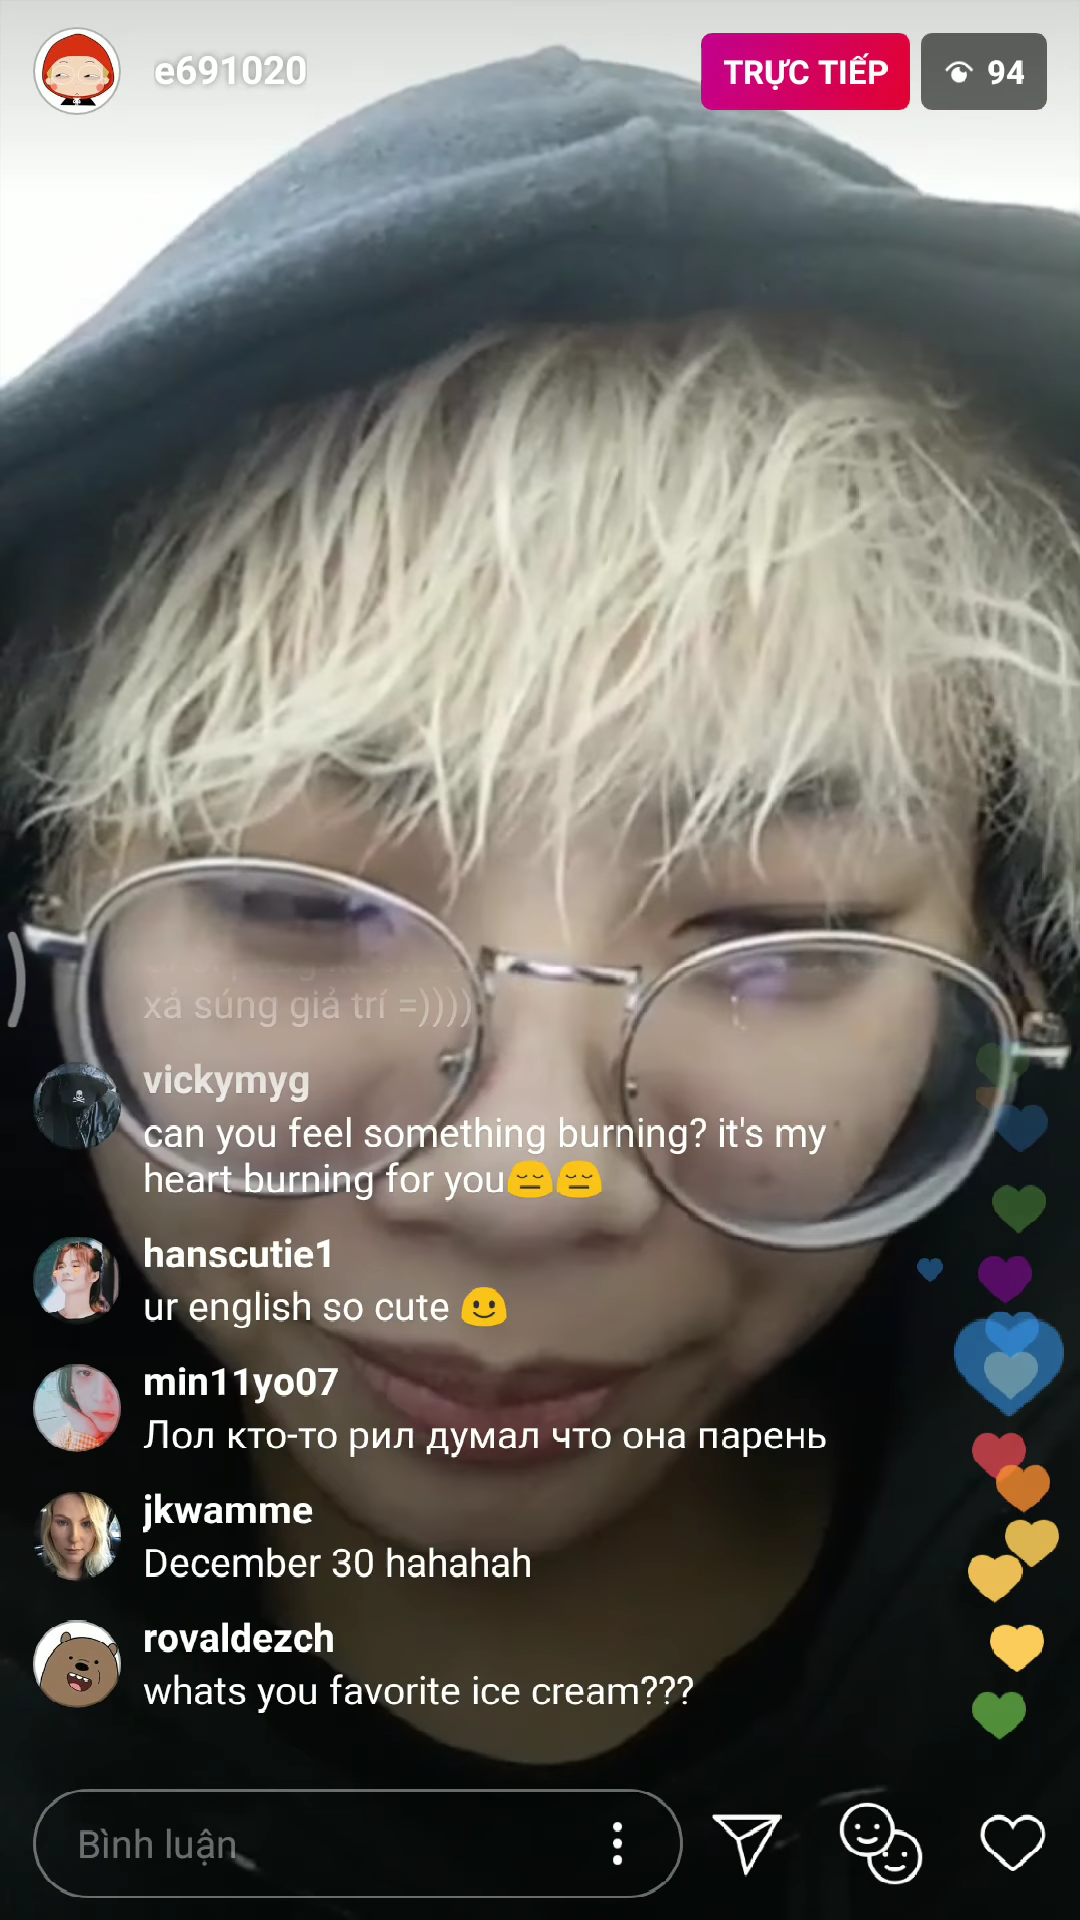 e691020
TRỰC TIẾP
94
xả súng giả trí =))))
vickymyg
can you feel something burning? it's my
heart burning for you😑😑
hanscutie1
ur english so cute 🙂
min11yo07
Лол кто-то рил думал что она парень
jkwamme
December 30 hahahah
rovaldezch
whats you favorite ice cream???
Bình luận